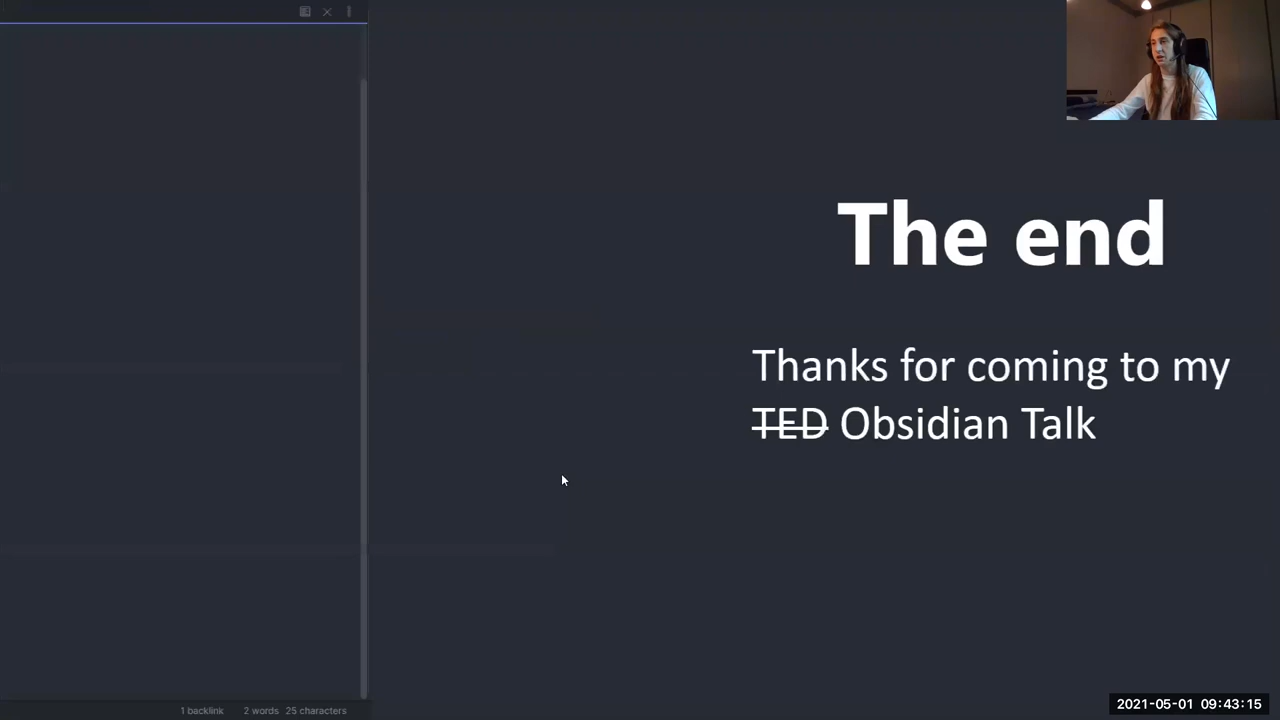 The end
Thanks for coming to my
TED Obsidian Talk
1 backlink 2 words 25 characters
2021-05-01 09:43:15